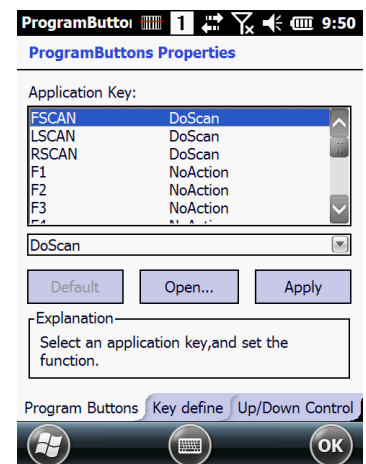 ProgramButto 1 9:50
ProgramButtons Properties
Application Key:
FSCAN DoScan
LSCAN DoScan
RSCAN DoScan
F1 NoAction
F2 NoAction
F3 NoAction
DoScan
Default Open... Apply
Explanation
Select an application key,and set the
function.
Program Buttons Key define Up/Down Control
OK